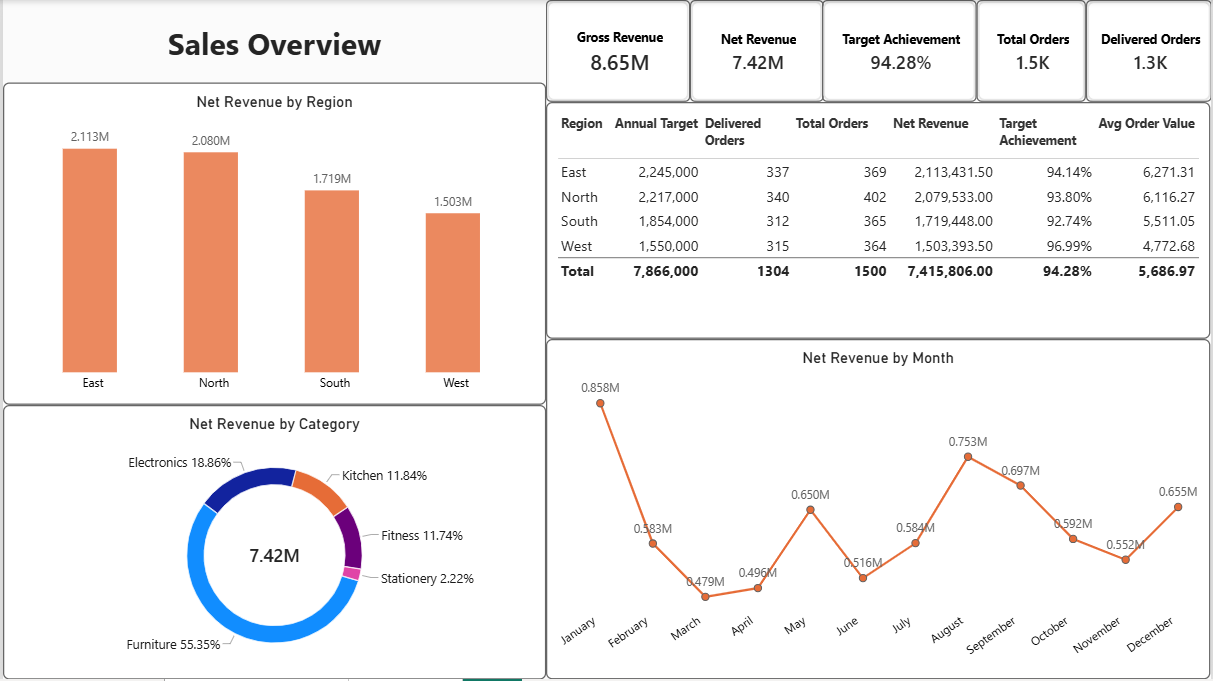 Sales Overview
Gross Revenue
8.65M
Net Revenue
7.42M
Target Achievement
94.28%
Total Orders
1.5K
Delivered Orders
1.3K
Net Revenue by Region
2.113M
2.080M
1.719M
1.503M
East North South West
Region Annual Target Delivered Orders Total Orders Net Revenue Target Achievement Avg Order Value
East 2,245,000 337 369 2,113,431.50 94.14% 6,271.31
North 2,217,000 340 402 2,079,533.00 93.80% 6,116.27
South 1,854,000 312 365 1,719,448.00 92.74% 5,511.05
West 1,550,000 315 364 1,503,393.50 96.99% 4,772.68
Total 7,866,000 1304 1500 7,415,806.00 94.28% 5,686.97
Net Revenue by Category
Electronics 18.86%
Kitchen 11.84%
Fitness 11.74%
7.42M
Stationery 2.22%
Furniture 55.35%
Net Revenue by Month
0.858M
0.583M
0.479M
0.496M
0.650M
0.516M
0.584M
0.753M
0.697M
0.592M
0.552M
0.655M
January February March April May June July August September October November December